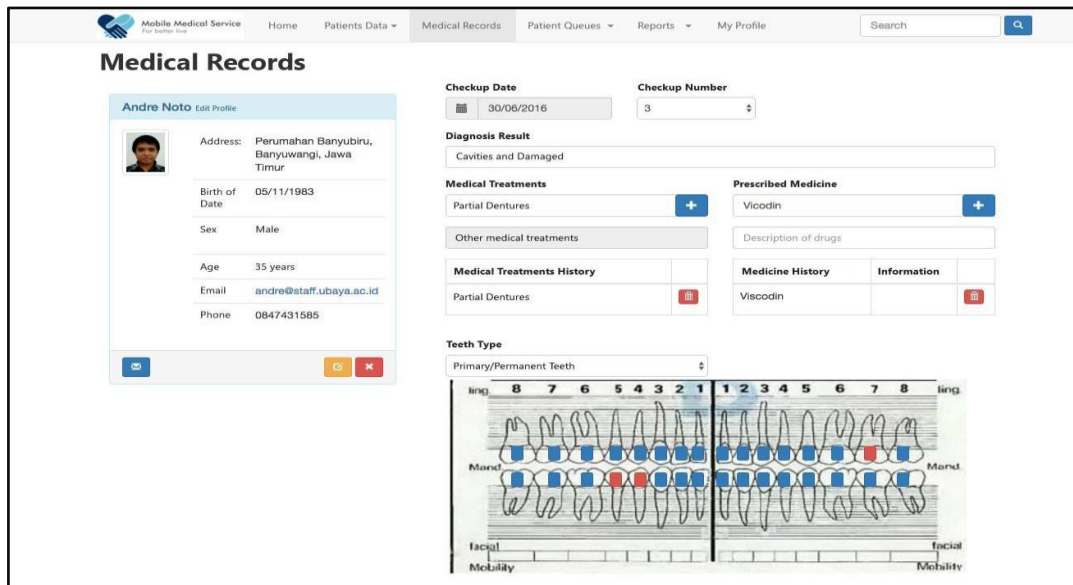 Mobile Medical Service
For better live
Home Patients Data Medical Records Patient Queues Reports My Profile Search
Medical Records
Andre Noto Edit Profile
Address: Perumahan Banyubiru,
Banyuwangi, Jawa
Timur
Birth of
Date
05/11/1983
Sex Male
Age 35 years
Email andre@staff.ubaya.ac.id
Phone 0847431585
Checkup Date Checkup Number
30/06/2016 3
Diagnosis Result
Cavities and Damaged
Medical Treatments Prescribed Medicine
Partial Dentures Vicodin
Other medical treatments Description of drugs
Medical Treatments History Medicine History Information
Partial Dentures Viscodin
Teeth Type
Primary/Permanent Teeth
ling. 8 7 6 5 4 3 2 1 1 2 3 4 5 6 7 8 ling.
Mand. Mand.
facial facial
Mobility Mobility